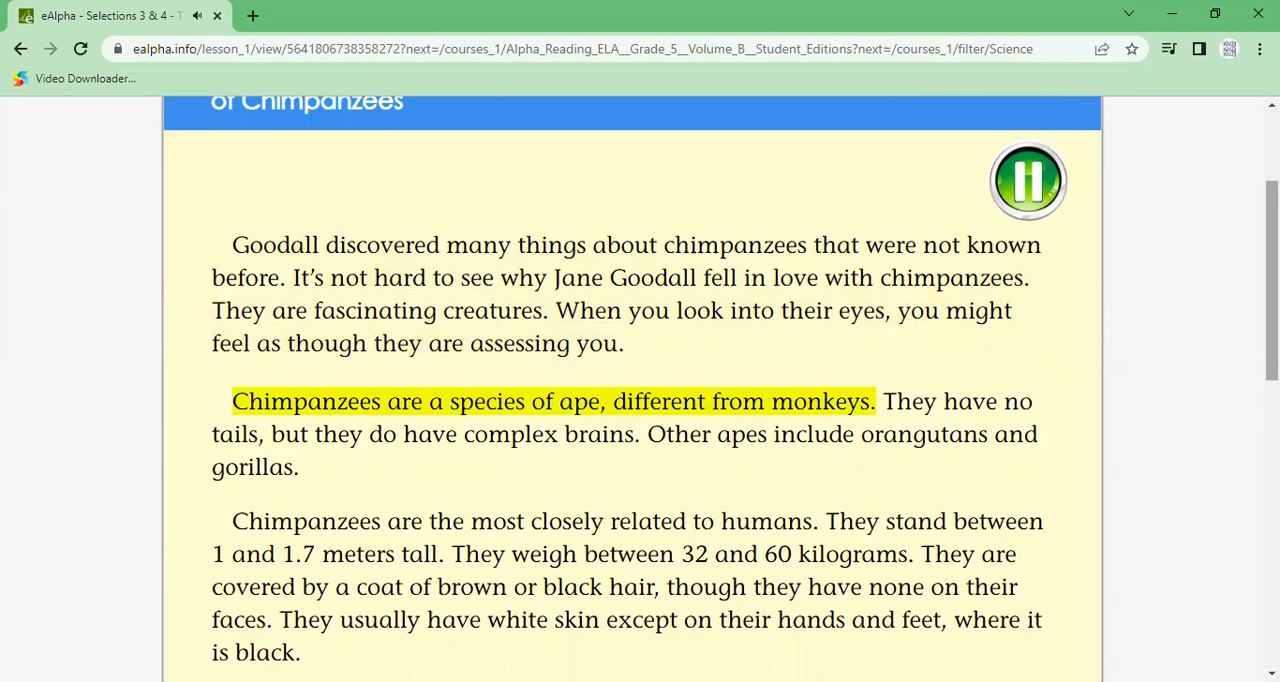 eAlpha - Selections 3 & 4 - T
ealpha.info/lesson_1/view/5641806738358272?next=/courses_1/Alpha_Reading_ELA__Grade_5__Volume_B__Student_Editions?next=/courses_1/filter/Science
Video Downloader...
of Chimpanzees
Goodall discovered many things about chimpanzees that were not known
before. It's not hard to see why Jane Goodall fell in love with chimpanzees.
They are fascinating creatures. When you look into their eyes, you might
feel as though they are assessing you.
Chimpanzees are a species of ape, different from monkeys. They have no
tails, but they do have complex brains. Other apes include orangutans and
gorillas.
Chimpanzees are the most closely related to humans. They stand between
1 and 1.7 meters tall. They weigh between 32 and 60 kilograms. They are
covered by a coat of brown or black hair, though they have none on their
faces. They usually have white skin except on their hands and feet, where it
is black.